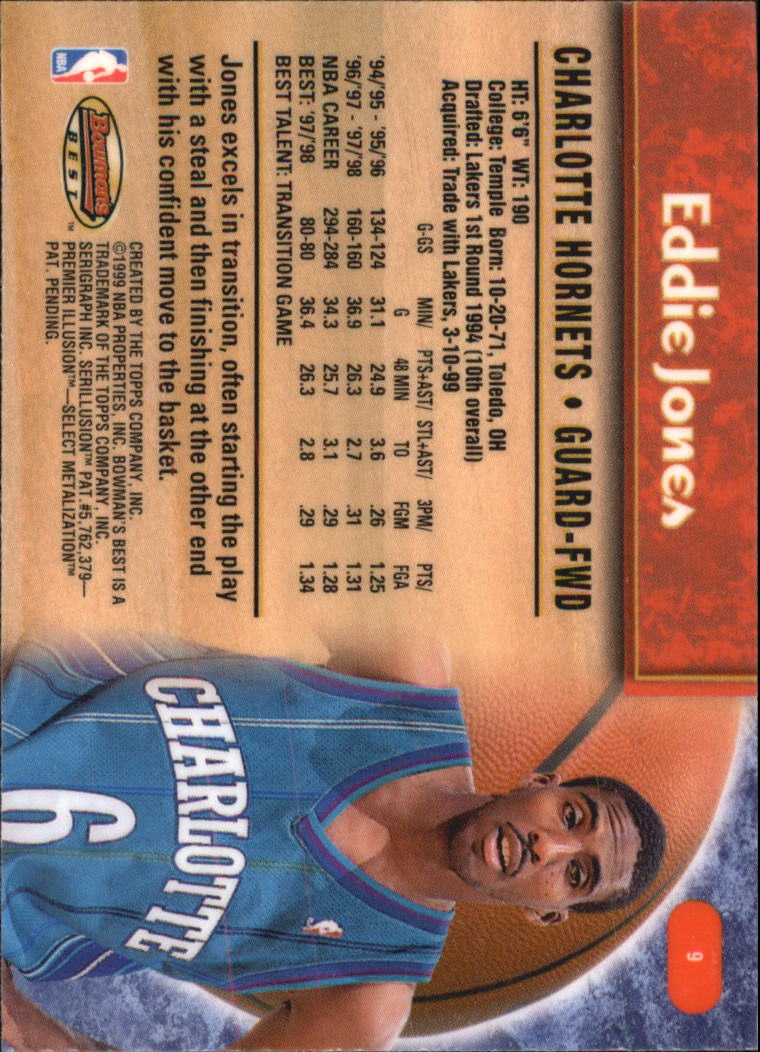 Eddie Jones
9
CHARLOTTE HORNETS • GUARD-FWD
HT: 6'6" WT: 190
College: Temple Born: 10-20-71, Toledo, OH
Drafted: Lakers 1st Round 1994 (10th overall)
Acquired: Trade with Lakers, 3-10-99
MIN/ PTS+AST/ STL+AST/ 3PM/ PTS/
G-GS G 48 MIN TO FGM FGA
'94/'95 - '95/'96 134-124 31.1 24.9 3.6 .26 1.25
'96/'97 - '97/'98 160-160 36.9 26.3 2.7 .31 1.31
NBA CAREER 294-284 34.3 25.7 3.1 .29 1.28
BEST: '97/'98 80-80 36.4 26.3 2.8 .29 1.34
BEST TALENT: TRANSITION GAME
Jones excels in transition, often starting the play
with a steal and then finishing at the other end
with his confident move to the basket.
CREATED BY THE TOPPS COMPANY, INC.
©1999 NBA PROPERTIES, INC. BOWMAN'S BEST IS A
TRADEMARK OF THE TOPPS COMPANY, INC.
SERIGRAPH INC. SERILLUSION™ PAT. #5,762,379—
PREMIER ILLUSION™—SELECT METALIZATION™
PAT. PENDING.
NBA
Bowman's
BEST™
CHARLOTTE
6